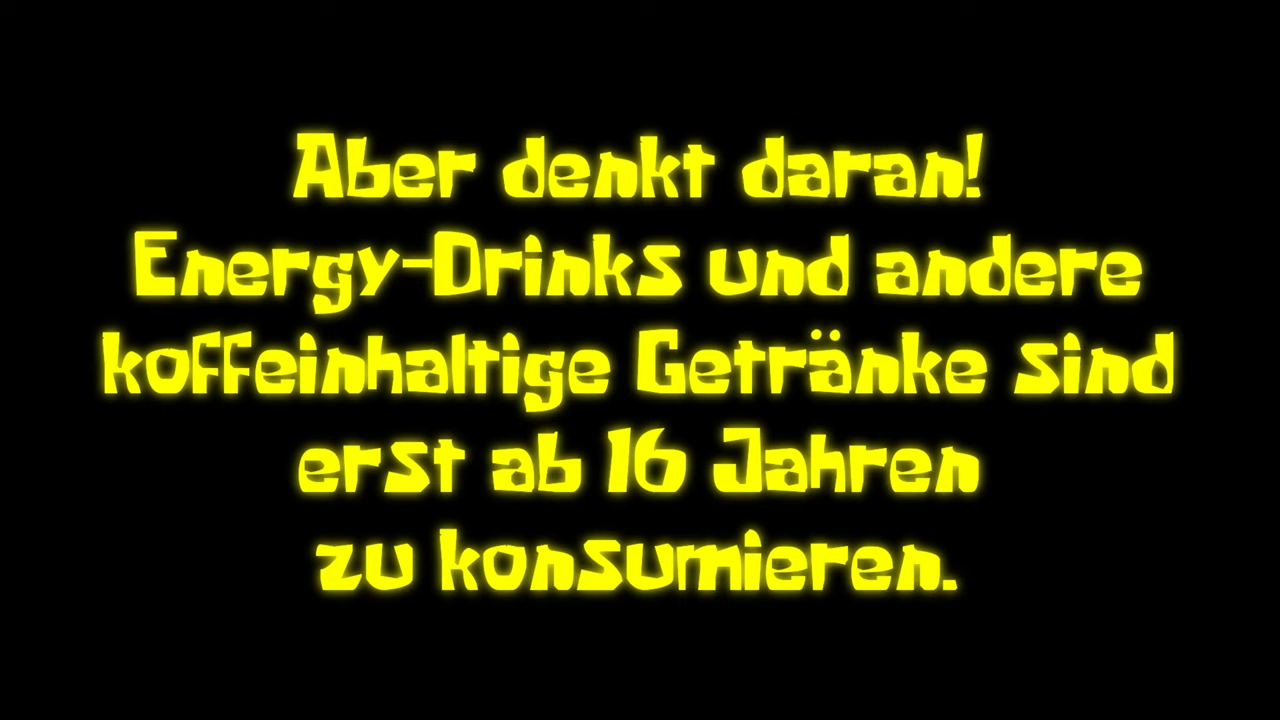 Aber denkt daran!
Energy-Drinks und andere
koffeinhaltige Getränke sind
erst ab 16 Jahren
zu konsumieren.